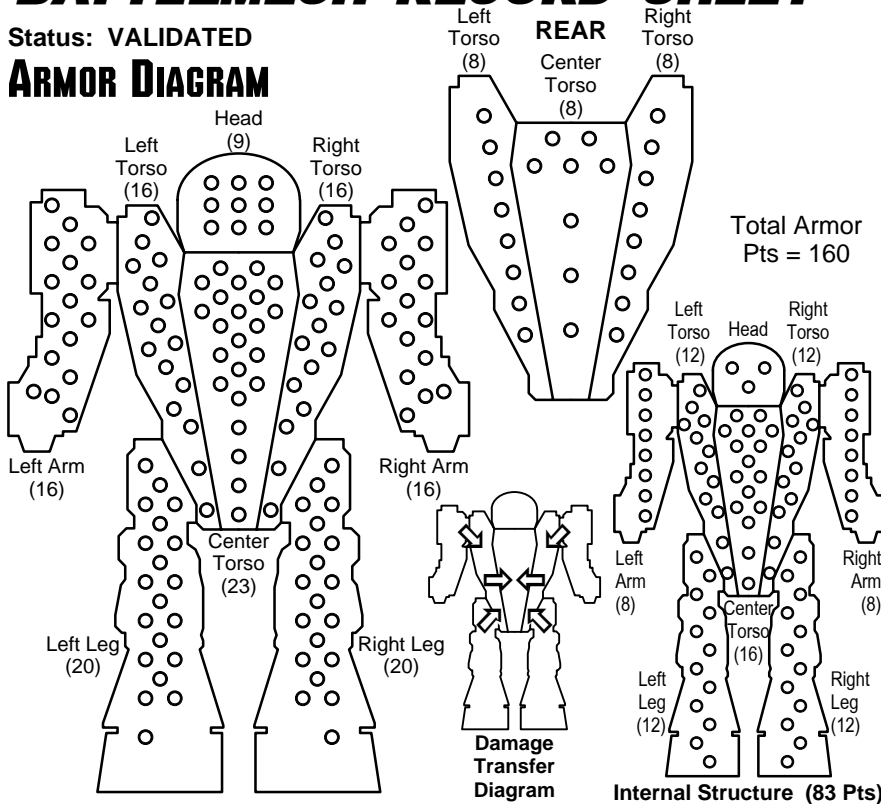 BATTLEMECH RECORD SHEET
Status: VALIDATED
ARMOR DIAGRAM
Head
(9)
Left
Torso
(16)
Right
Torso
(16)
Left Arm
(16)
Right Arm
(16)
Center
Torso
(23)
Left Leg
(20)
Right Leg
(20)
REAR
Left
Torso
(8)
Center
Torso
(8)
Right
Torso
(8)
Total Armor
Pts = 160
Left
Torso
(12)
Head
Right
Torso
(12)
Left
Arm
(8)
Right
Arm
(8)
Center
Torso
(16)
Left
Leg
(12)
Right
Leg
(12)
Damage
Transfer
Diagram
Internal Structure (83 Pts)